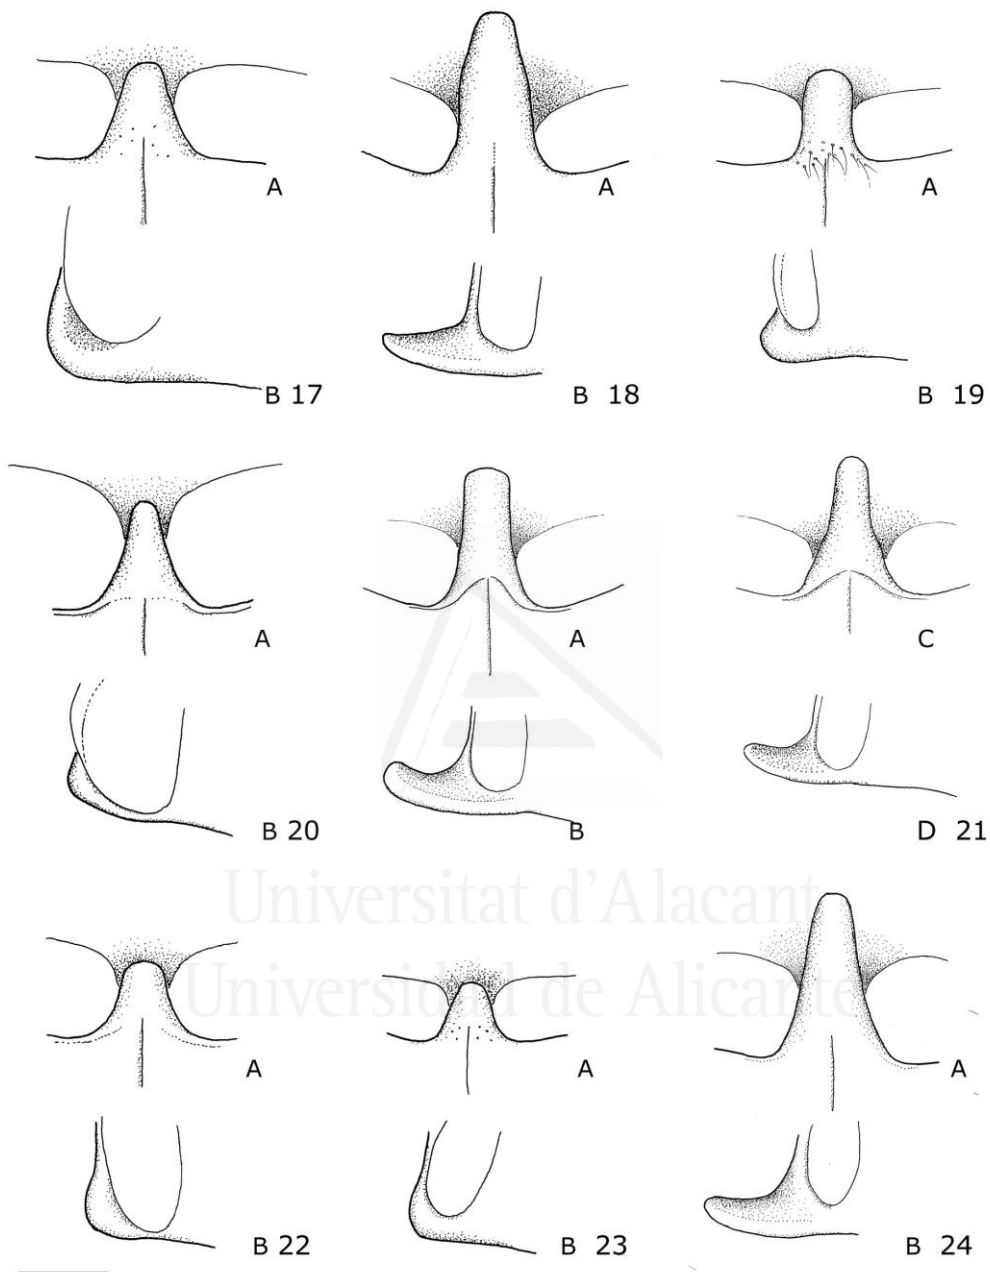 A A A
B 17 B 18 B 19
A A C
B 20 B D 21
Universitat d'Alacant
Universidad de Alicante
A A A
B 22 B 23 B 24